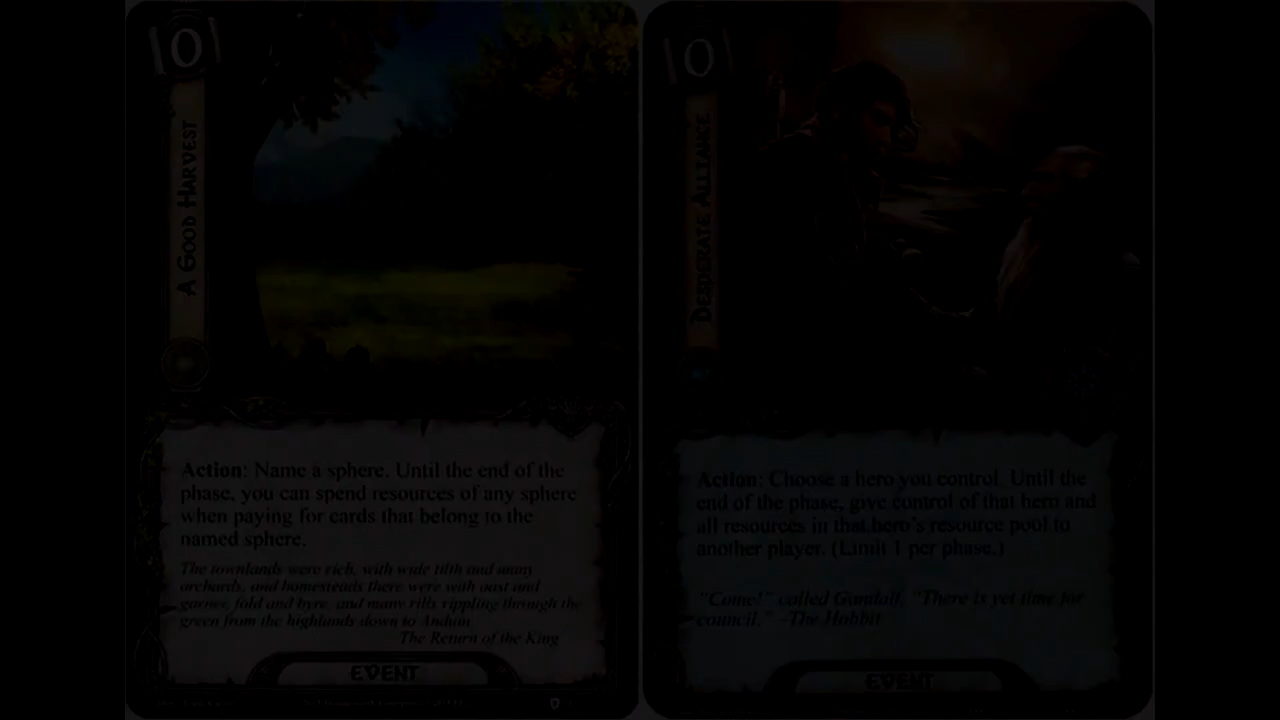 0
A GOOD HARVEST
Action: Name a sphere. Until the end of the
phase, you can spend resources of any sphere
when paying for cards that belong to the
named sphere.
The townlands were rich, with wide tilth and many
orchards, and homesteads there were with oast and
garner, fold and byre, and many rills rippling through the
green from the highlands down to Anduin.
The Return of the King
EVENT
0
DESPERATE ALLIANCE
Action: Choose a hero you control. Until the
end of the phase, give control of that hero and
all resources in that hero's resource pool to
another player. (Limit 1 per phase.)
"Come!" called Gandalf, "There is yet time for
council." –The Hobbit
EVENT